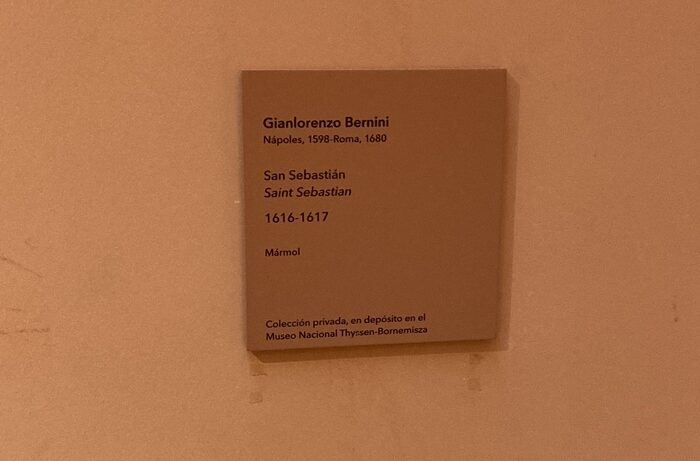 Gianlorenzo Bernini
Nápoles, 1598-Roma, 1680
San Sebastián
Saint Sebastian
1616-1617
Mármol
Colección privada, en depósito en el
Museo Nacional Thyssen-Bornemisza